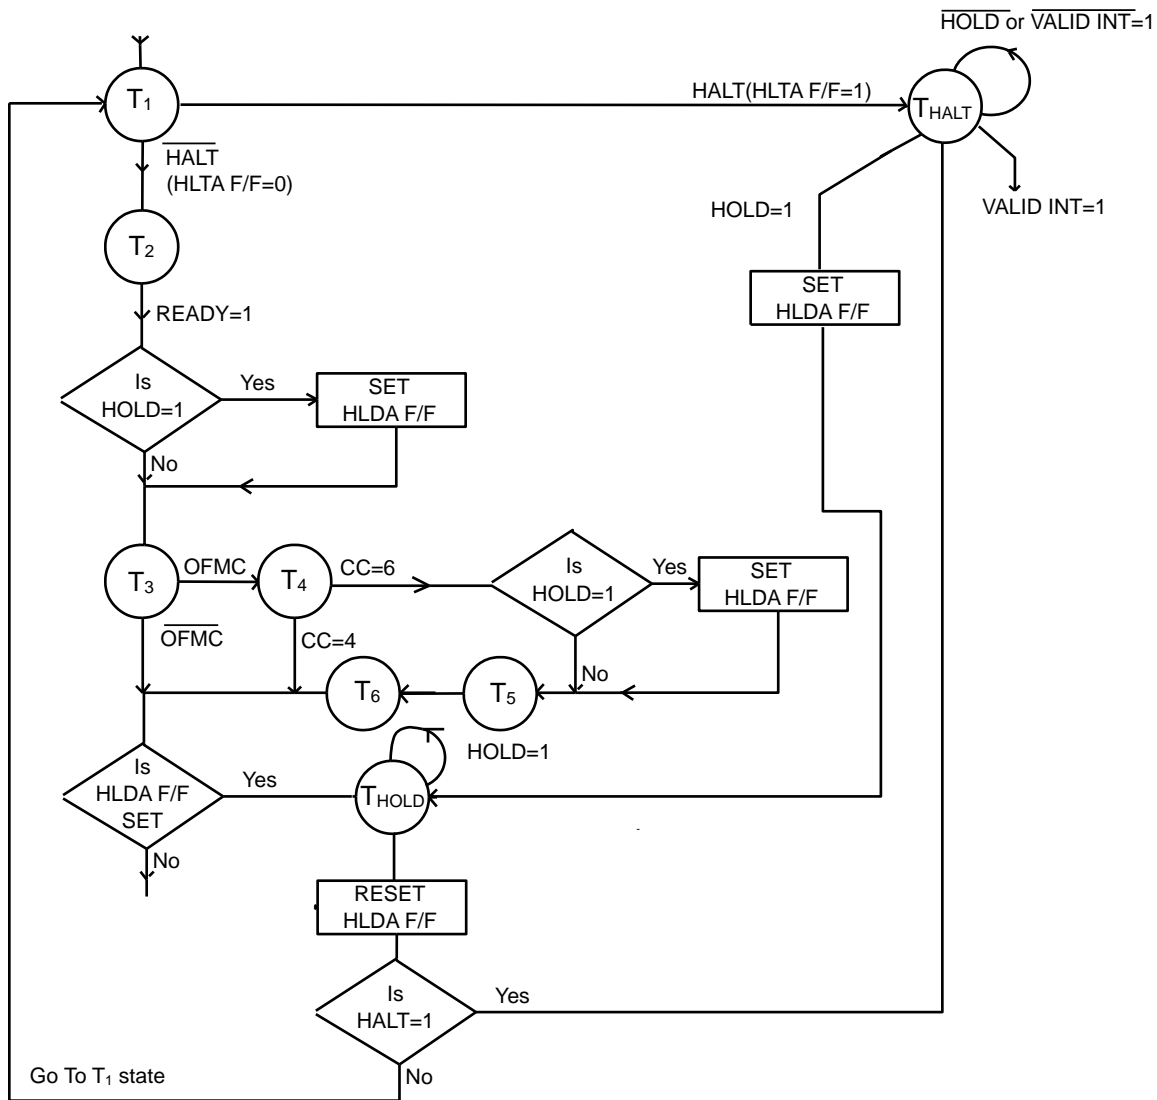 HOLD or VALID INT=1
T1
HALT(HLTA F/F=1)
THALT
HALT
(HLTA F/F=0)
HOLD=1
VALID INT=1
T2
SET
HLDA F/F
READY=1
Is
HOLD=1
Yes
SET
HLDA F/F
No
T3
OFMC
T4
CC=6
Is
HOLD=1
Yes
SET
HLDA F/F
OFMC
CC=4
No
T6
T5
HOLD=1
Is
HLDA F/F
SET
Yes
THOLD
No
RESET
HLDA F/F
Is
HALT=1
Yes
No
Go To T1 state